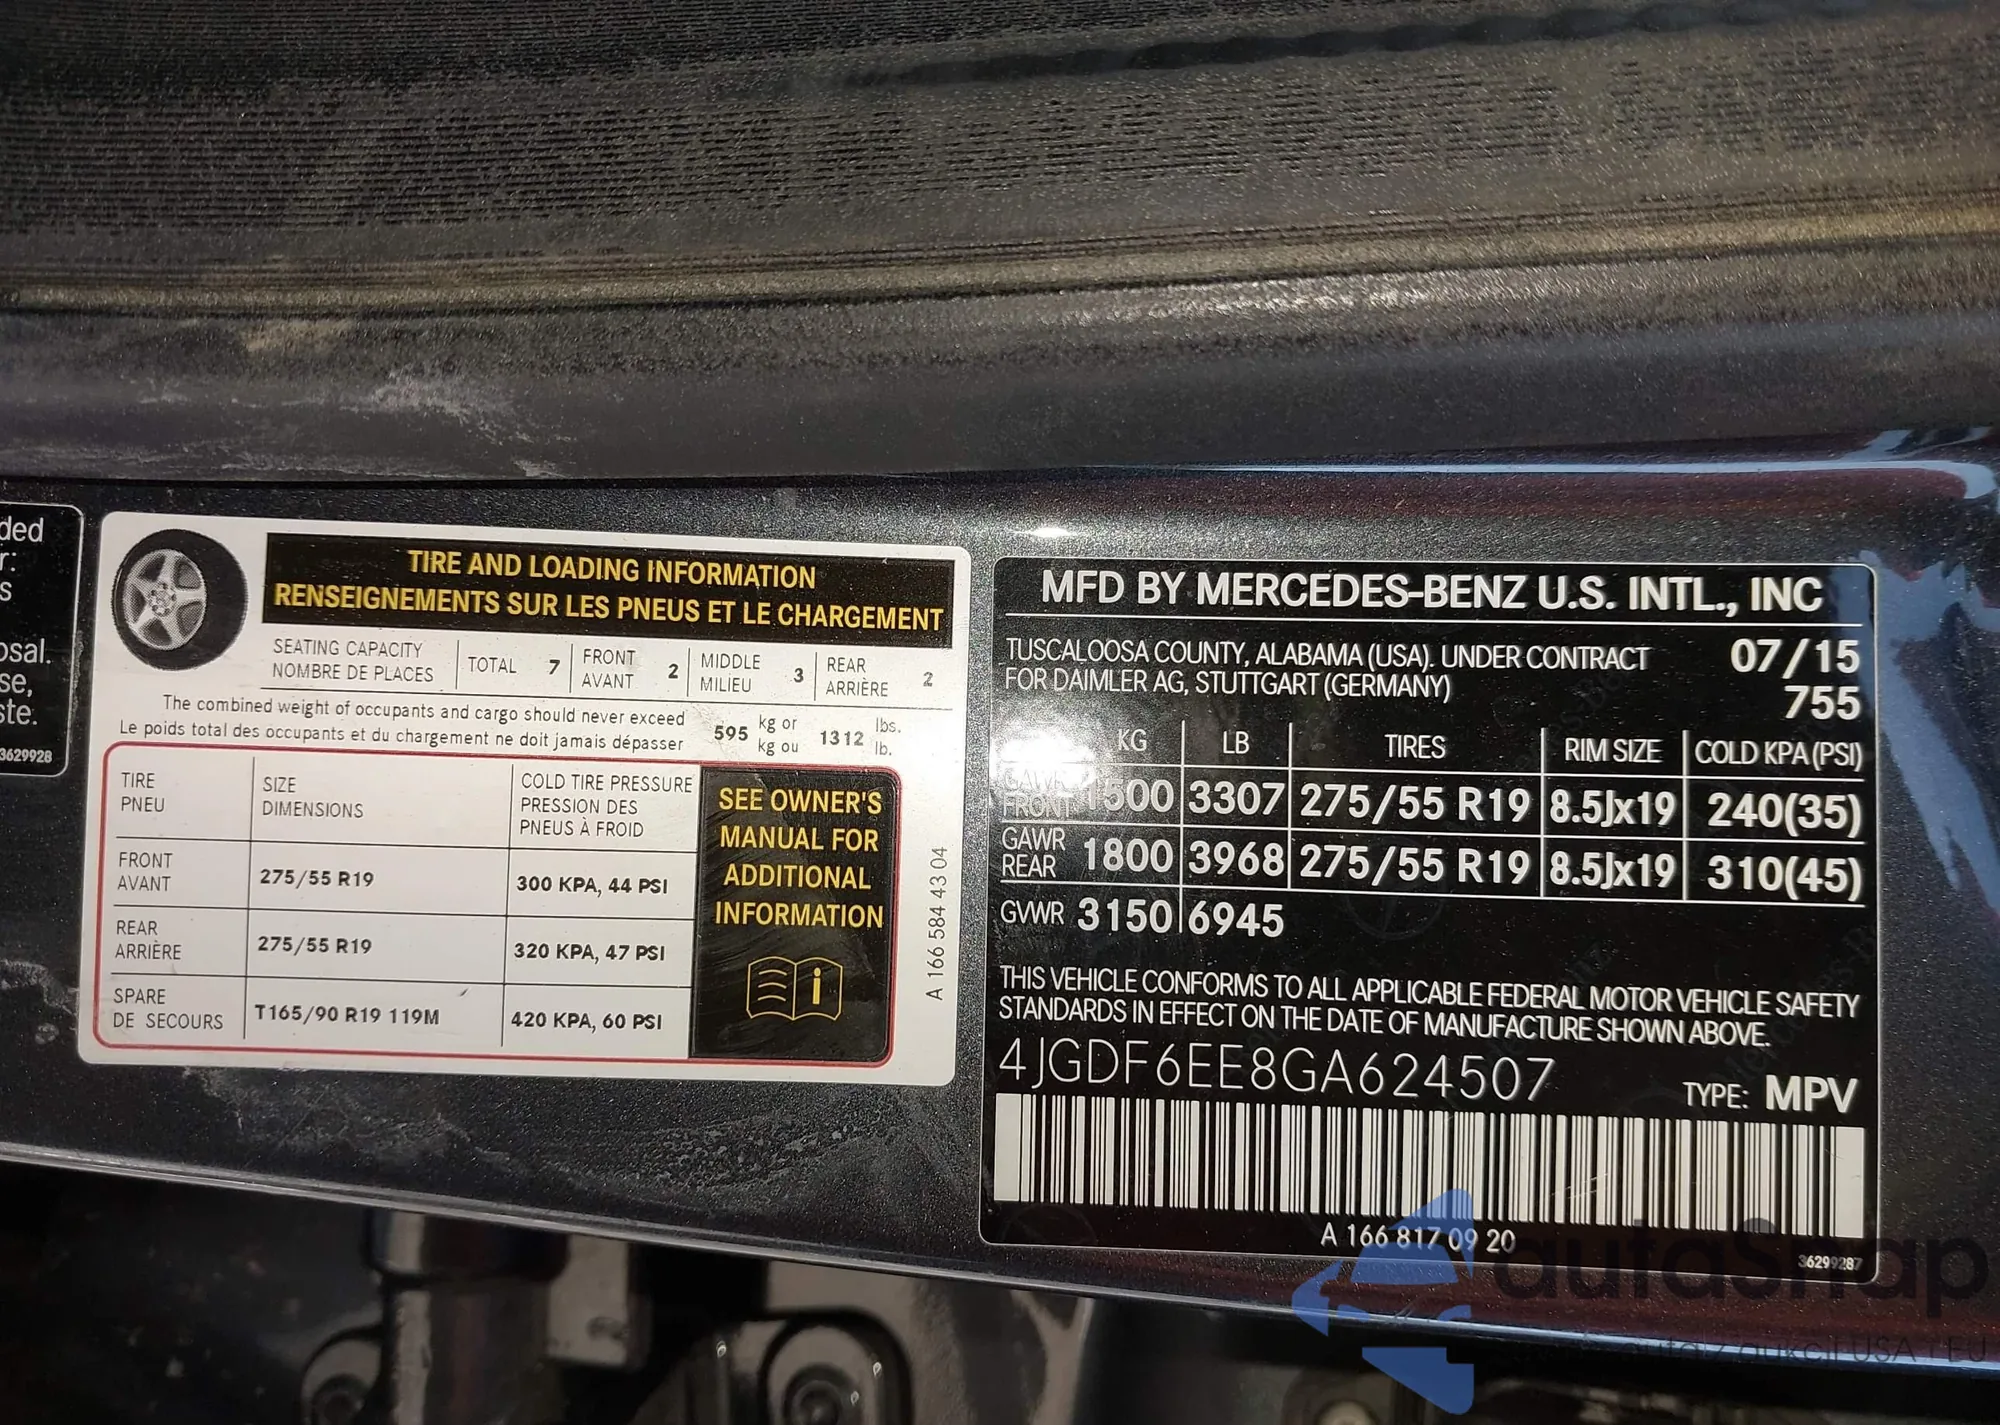 ded
r:
s
osal.
se,
ste.
3629928
TIRE AND LOADING INFORMATION
RENSEIGNEMENTS SUR LES PNEUS ET LE CHARGEMENT
SEATING CAPACITY
NOMBRE DE PLACES
TOTAL 7
FRONT
AVANT 2
MIDDLE
MILIEU 3
REAR
ARRIÈRE 2
The combined weight of occupants and cargo should never exceed
Le poids total des occupants et du chargement ne doit jamais dépasser
595 kg or
kg ou
1312 lbs.
lb.
TIRE
PNEU
SIZE
DIMENSIONS
COLD TIRE PRESSURE
PRESSION DES
PNEUS À FROID
FRONT
AVANT
275/55 R19
300 KPA, 44 PSI
REAR
ARRIÈRE
275/55 R19
320 KPA, 47 PSI
SPARE
DE SECOURS
T165/90 R19 119M
420 KPA, 60 PSI
SEE OWNER'S
MANUAL FOR
ADDITIONAL
INFORMATION
i
A 166 584 43 04
MFD BY MERCEDES-BENZ U.S. INTL., INC
TUSCALOOSA COUNTY, ALABAMA (USA). UNDER CONTRACT
FOR DAIMLER AG, STUTTGART (GERMANY)
07/15
755
KG LB TIRES RIM SIZE COLD KPA (PSI)
GAWR
FRONT 1500 3307 275/55 R19 8.5Jx19 240(35)
GAWR
REAR 1800 3968 275/55 R19 8.5Jx19 310(45)
GVWR 3150 6945
THIS VEHICLE CONFORMS TO ALL APPLICABLE FEDERAL MOTOR VEHICLE SAFETY
STANDARDS IN EFFECT ON THE DATE OF MANUFACTURE SHOWN ABOVE.
4JGDF6EE8GA624507
TYPE: MPV
A 166 817 09 20
36299287
autaSnap
USA i EU